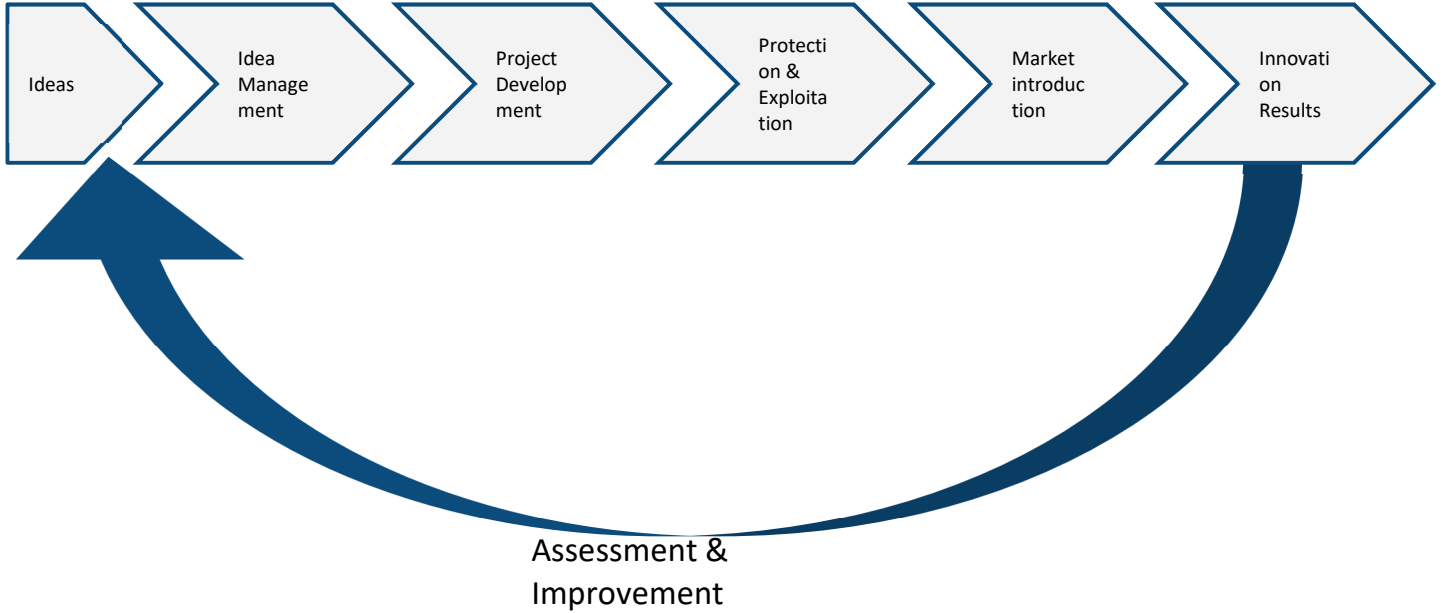 Ideas
Idea
Manage
ment
Project
Develop
ment
Protecti
on &
Exploita
tion
Market
introduc
tion
Innovati
on
Results
Assessment &
Improvement